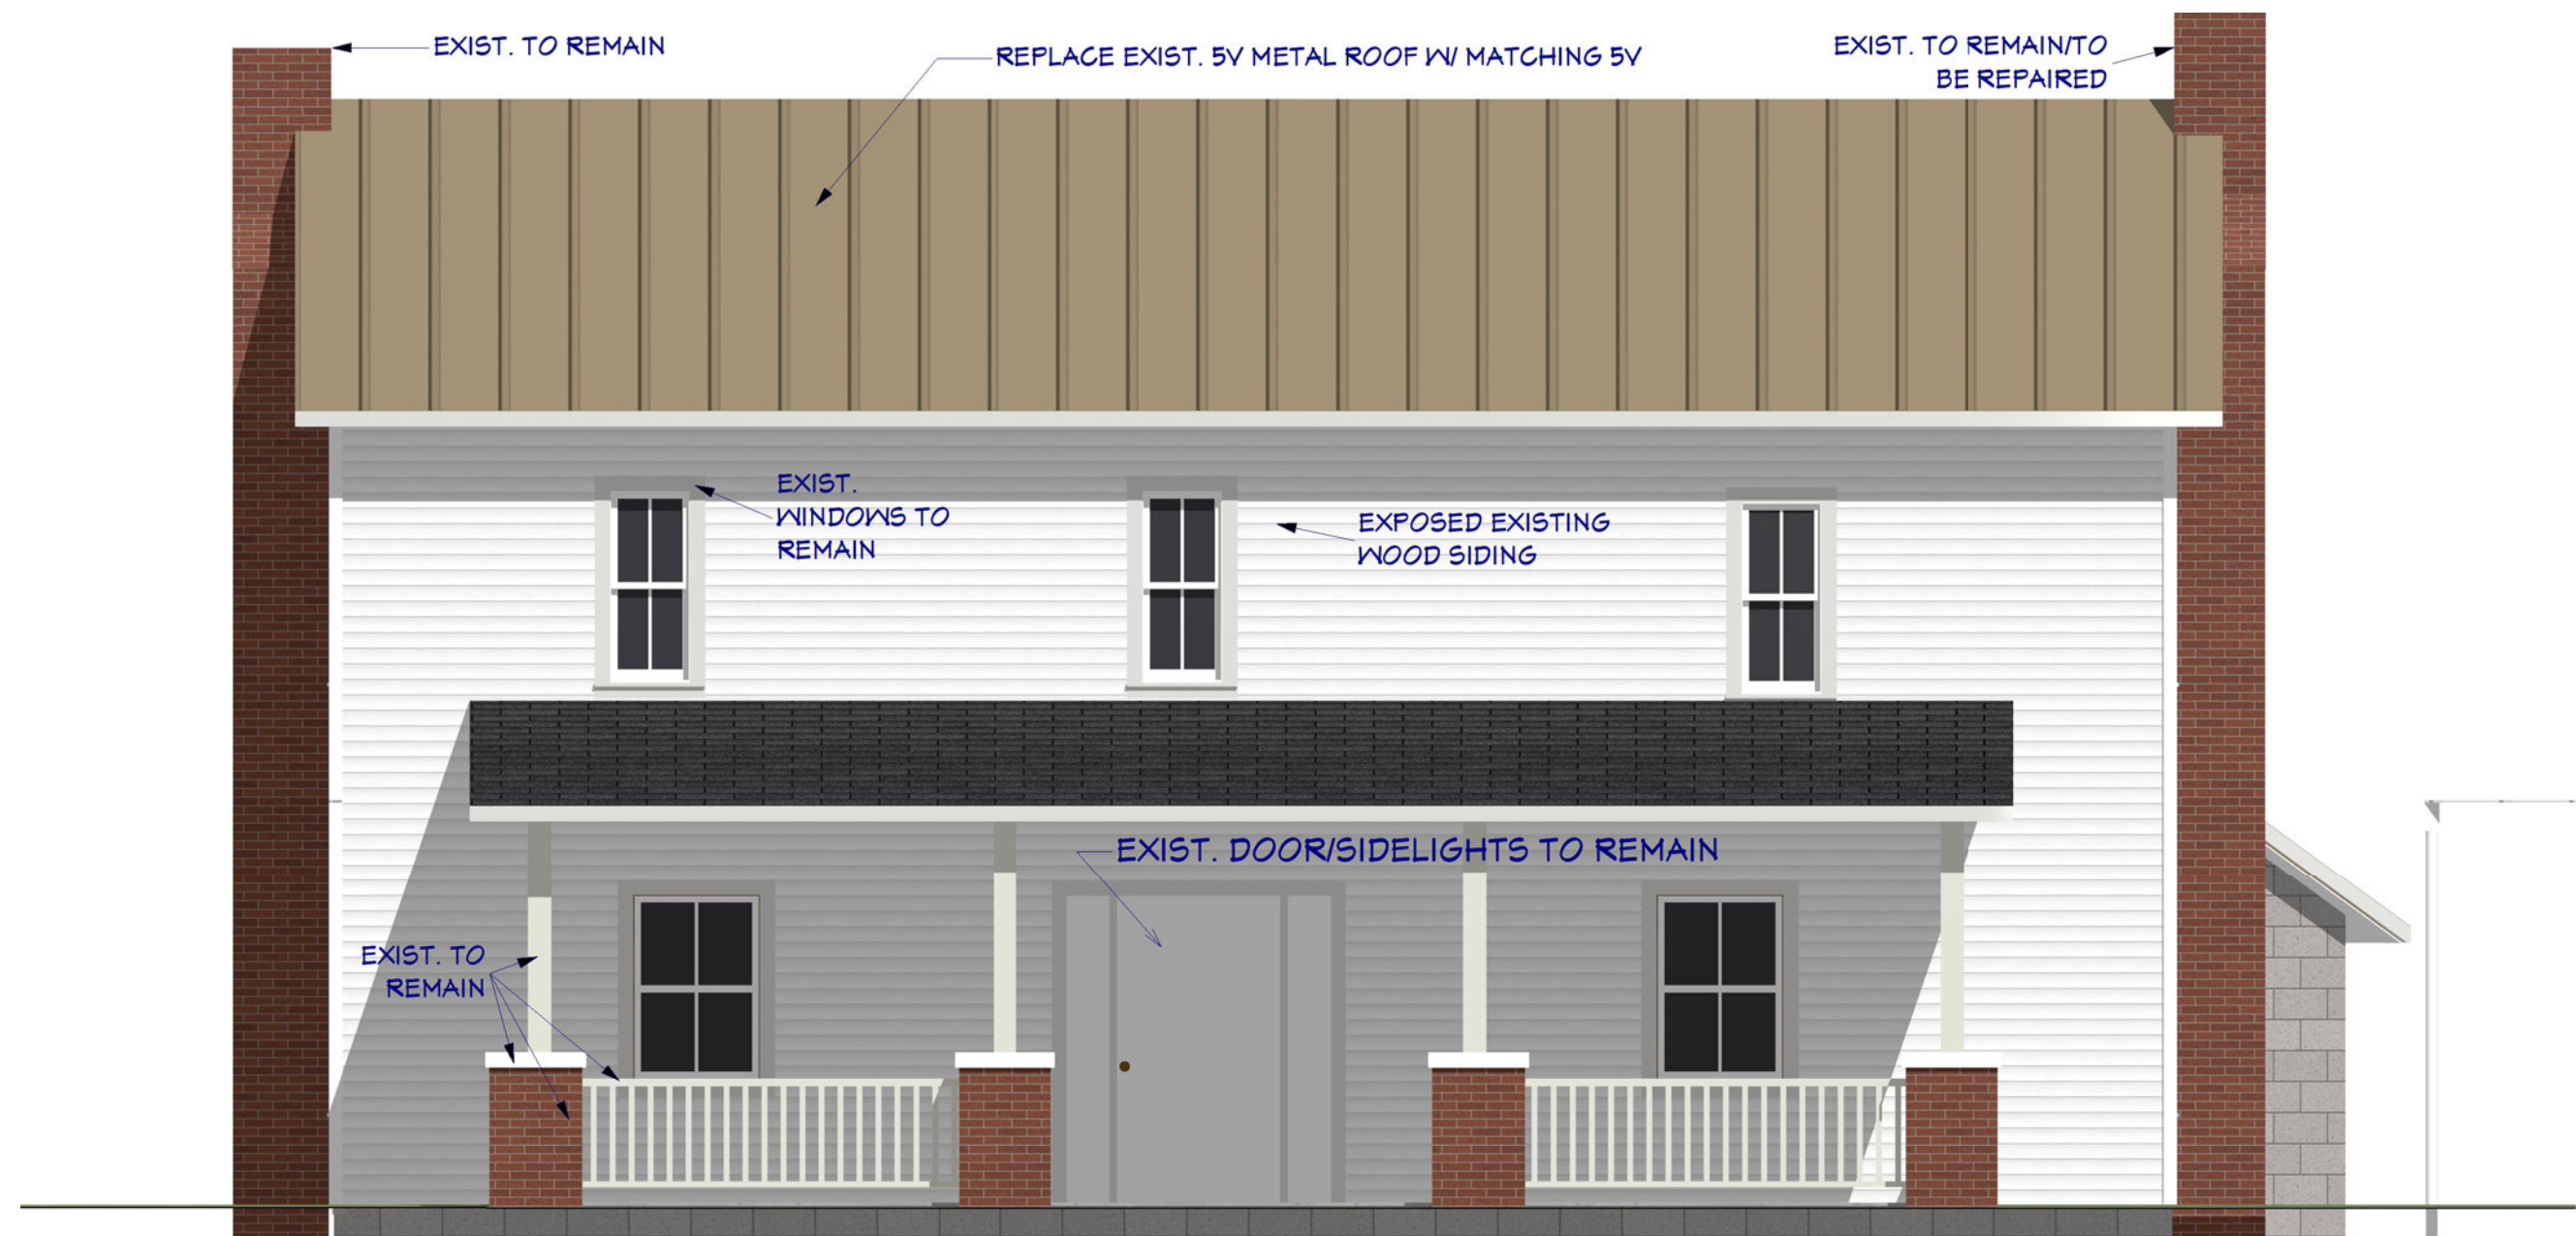 EXIST. TO REMAIN
REPLACE EXIST. 5V METAL ROOF W/ MATCHING 5V
EXIST. TO REMAIN/TO
BE REPAIRED
EXIST.
WINDOWS TO
REMAIN
EXPOSED EXISTING
WOOD SIDING
EXIST. DOOR/SIDELIGHTS TO REMAIN
EXIST. TO
REMAIN